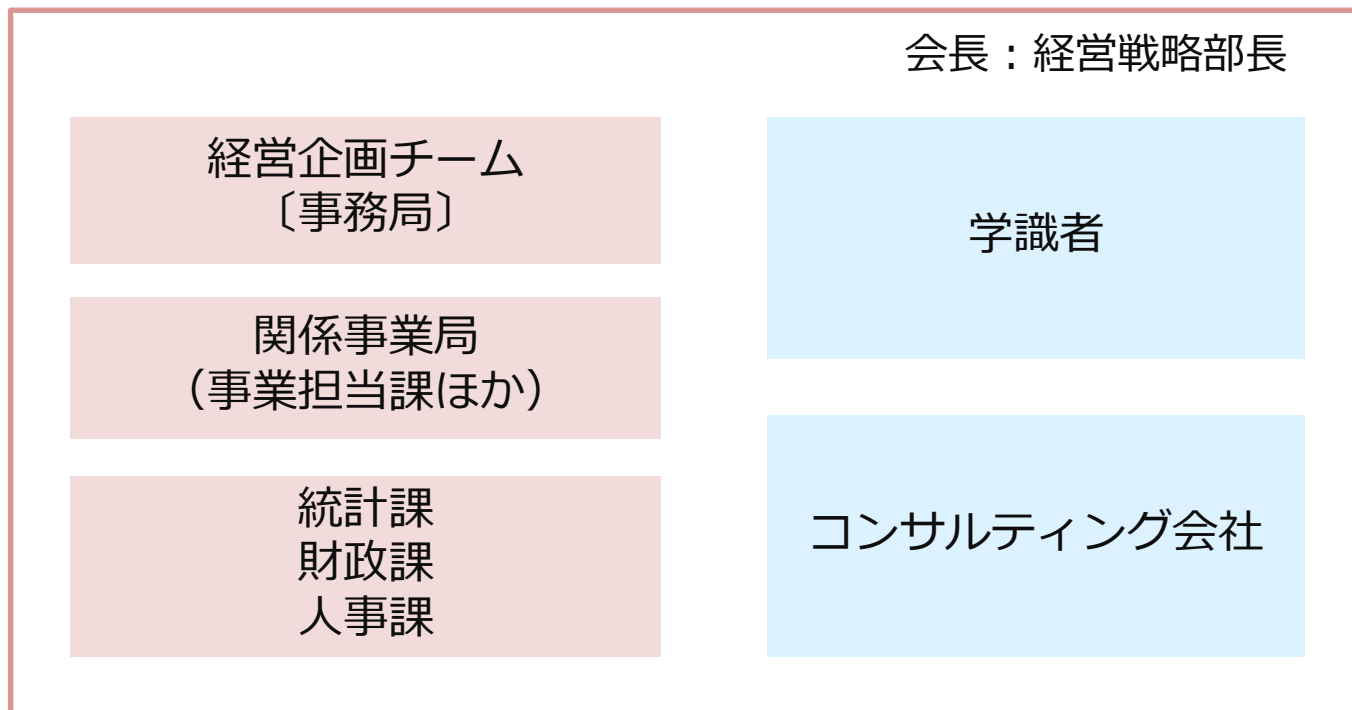 会長：経営戦略部長
経営企画チーム
〔事務局〕
関係事業局
（事業担当課ほか）
統計課
財政課
人事課
学識者
コンサルティング会社